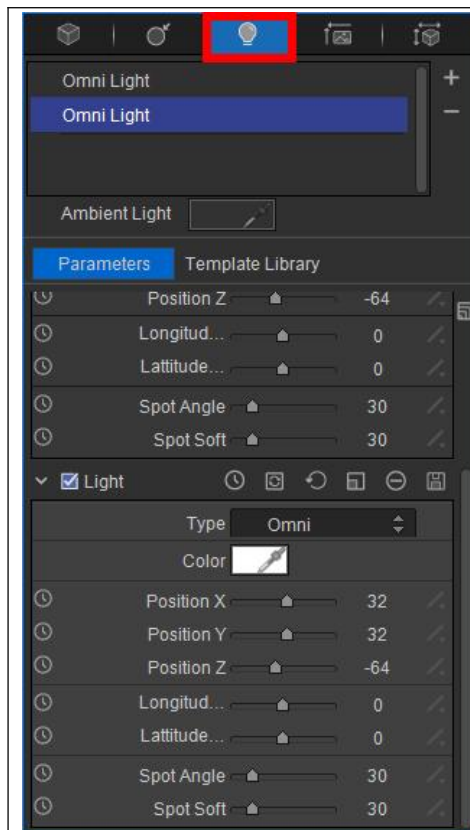 Omni Light
Omni Light
Ambient Light
Parameters Template Library
Position Z -64
Longitud... 0
Lattitude... 0
Spot Angle 30
Spot Soft 30
Light
Type Omni
Color
Position X 32
Position Y 32
Position Z -64
Longitud... 0
Lattitude... 0
Spot Angle 30
Spot Soft 30